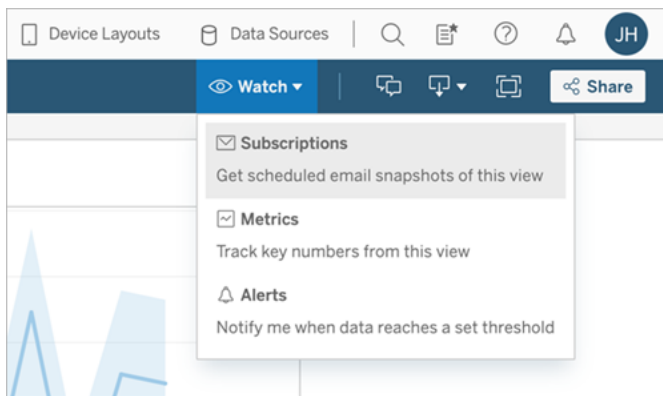 Device Layouts Data Sources JH
Watch Share
Subscriptions
Get scheduled email snapshots of this view
Metrics
Track key numbers from this view
Alerts
Notify me when data reaches a set threshold